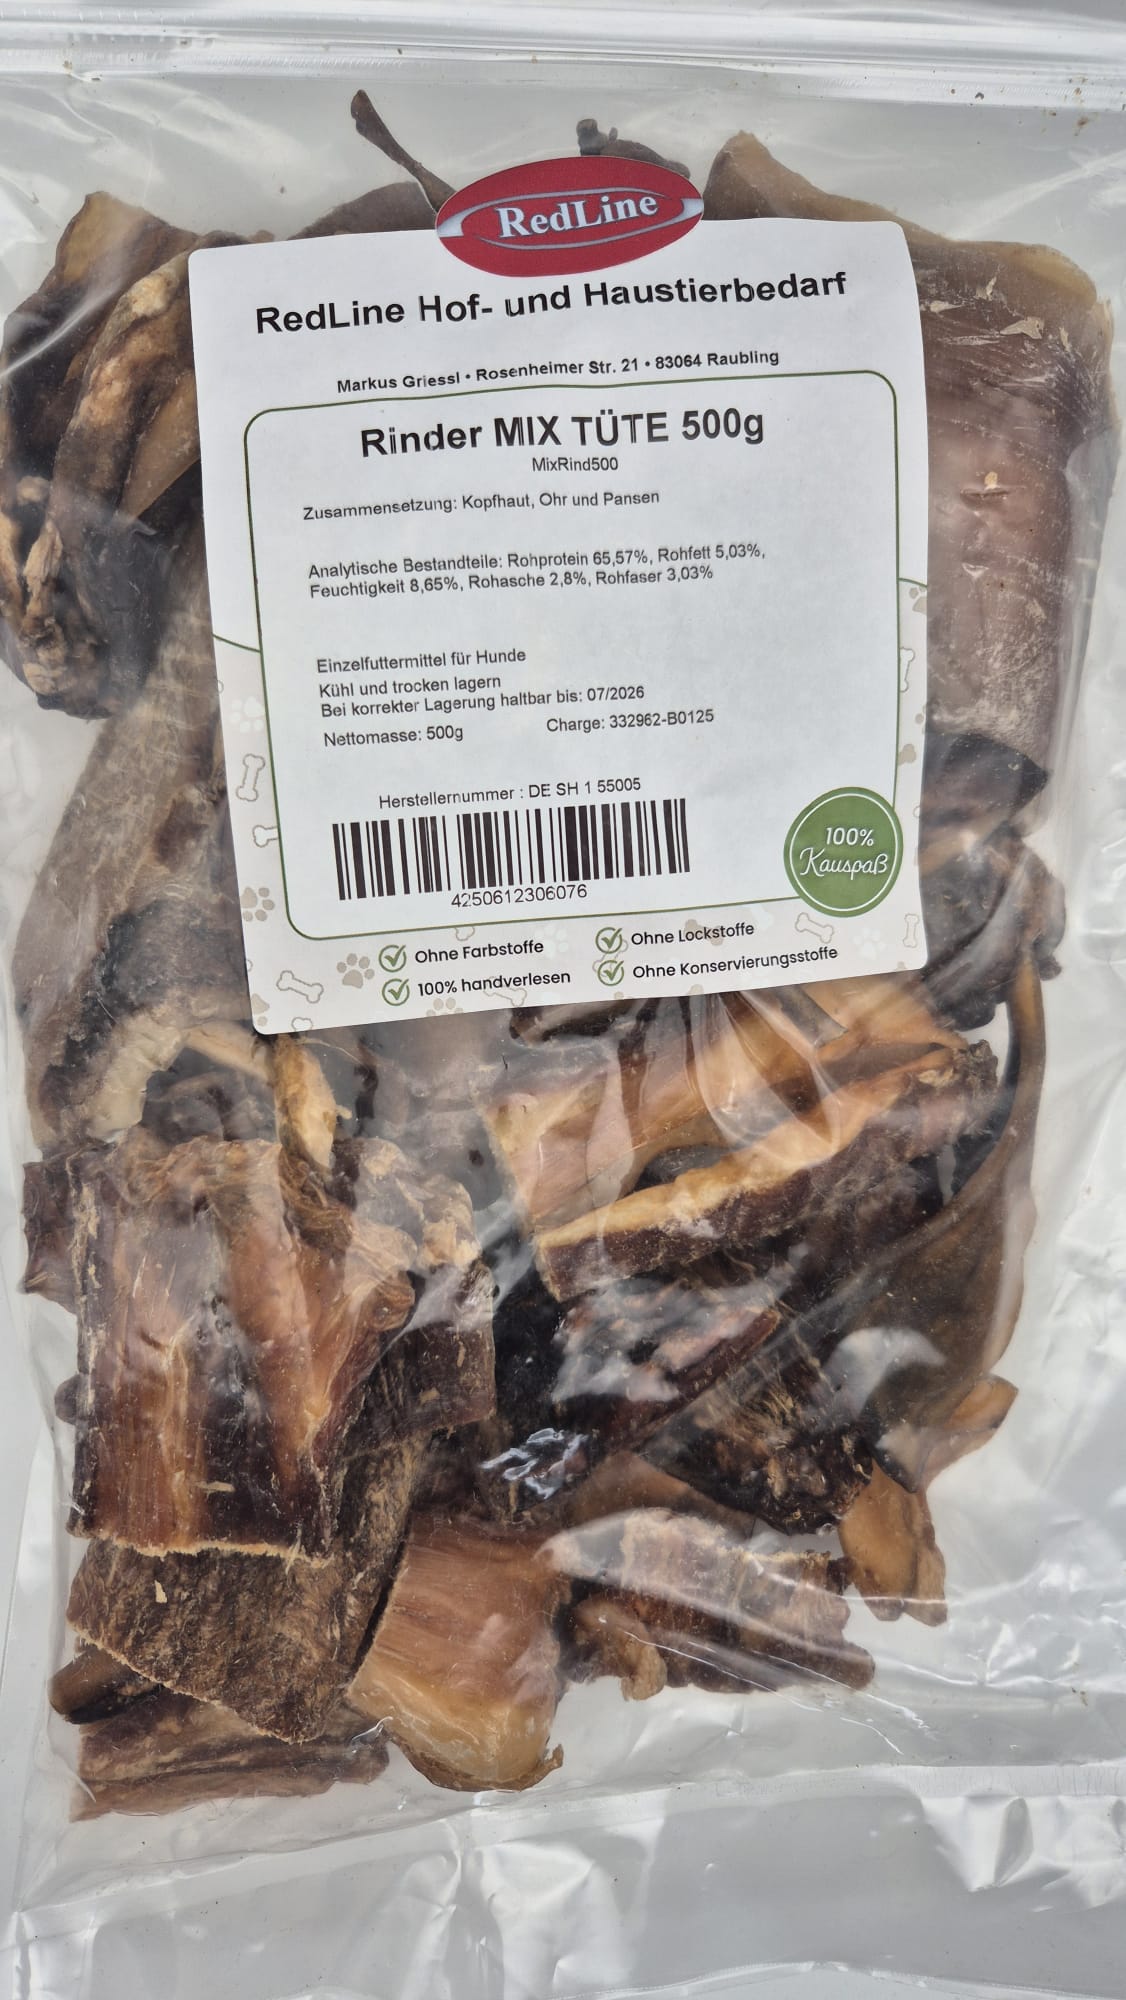 RedLine
RedLine Hof- und Haustierbedarf
Markus Griessl • Rosenheimer Str. 21 • 83064 Raubling
Rinder MIX TÜTE 500g
MixRind500
Zusammensetzung: Kopfhaut, Ohr und Pansen
Analytische Bestandteile: Rohprotein 65,57%, Rohfett 5,03%,
Feuchtigkeit 8,65%, Rohasche 2,8%, Rohfaser 3,03%
Einzelfuttermittel für Hunde
Kühl und trocken lagern
Bei korrekter Lagerung haltbar bis: 07/2026
Nettomasse: 500g Charge: 332962-B0125
Herstellernummer : DE SH 1 55005
4250612306076
100%
Kauspaß
Ohne Farbstoffe Ohne Lockstoffe
100% handverlesen Ohne Konservierungsstoffe